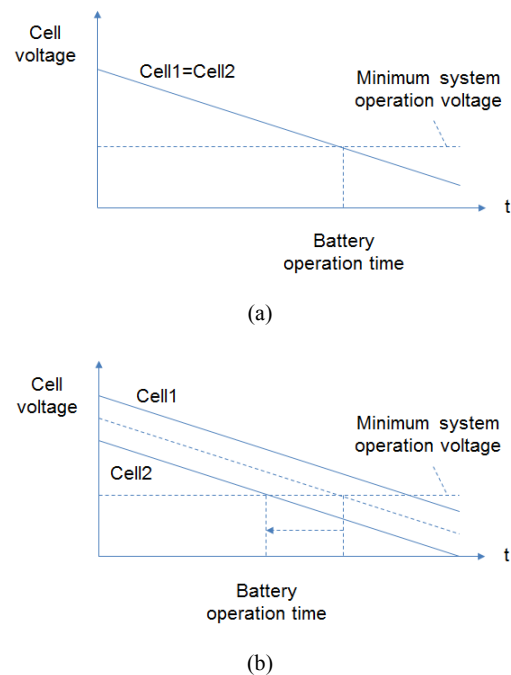 Cell
voltage
Cell1=Cell2
Minimum system
operation voltage
t
Battery
operation time
(a)
Cell
voltage
Cell1
Minimum system
operation voltage
Cell2
t
Battery
operation time
(b)